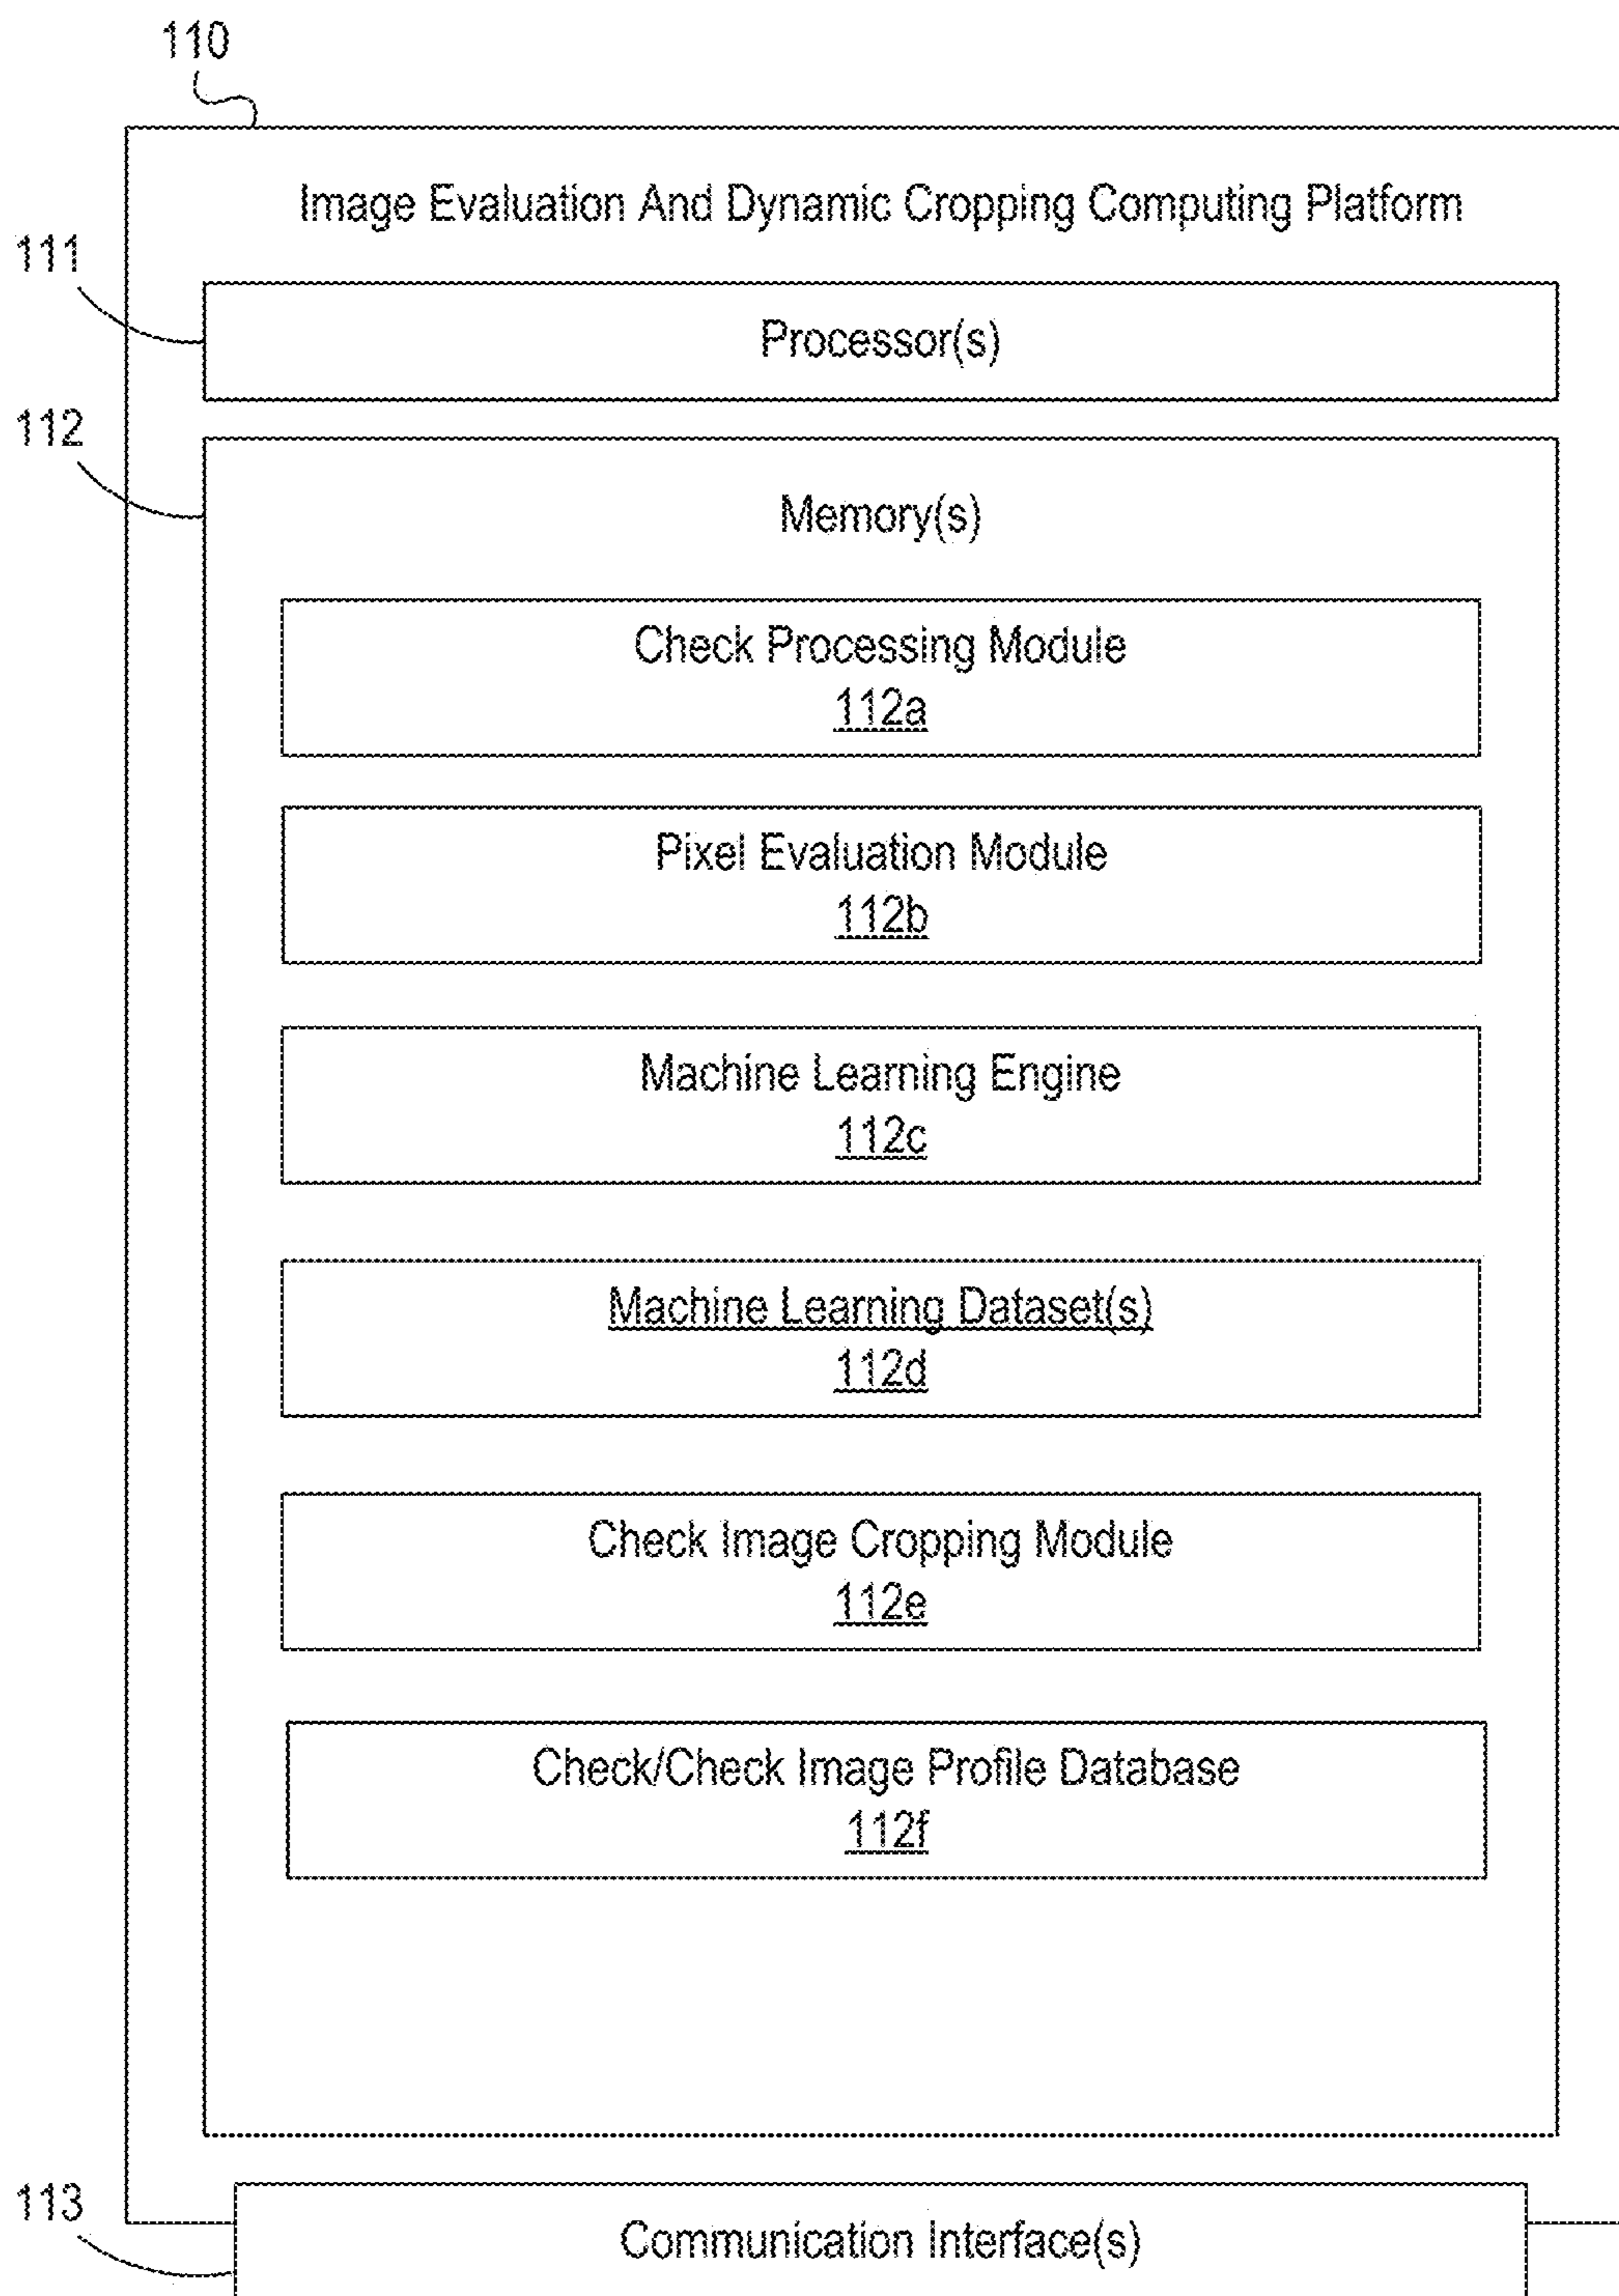 110
Image Evaluation And Dynamic Cropping Computing Platform
111
Processor(s)
112
Memory(s)
Check Processing Module
112a
Pixel Evaluation Module
112b
Machine Learning Engine
112c
Machine Learning Dataset(s)
112d
Check Image Cropping Module
112e
Check/Check Image Profile Database
112f
113
Communication Interface(s)